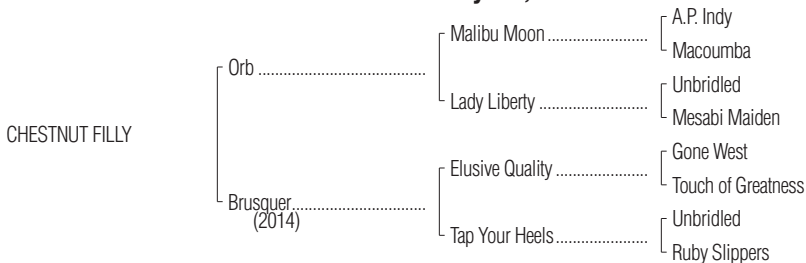 A.P. Indy
Malibu Moon
Macoumba
Orb
Unbridled
Lady Liberty
Mesabi Maiden
CHESTNUT FILLY
Gone West
Elusive Quality
Touch of Greatness
Brusquer
(2014)
Unbridled
Tap Your Heels
Ruby Slippers